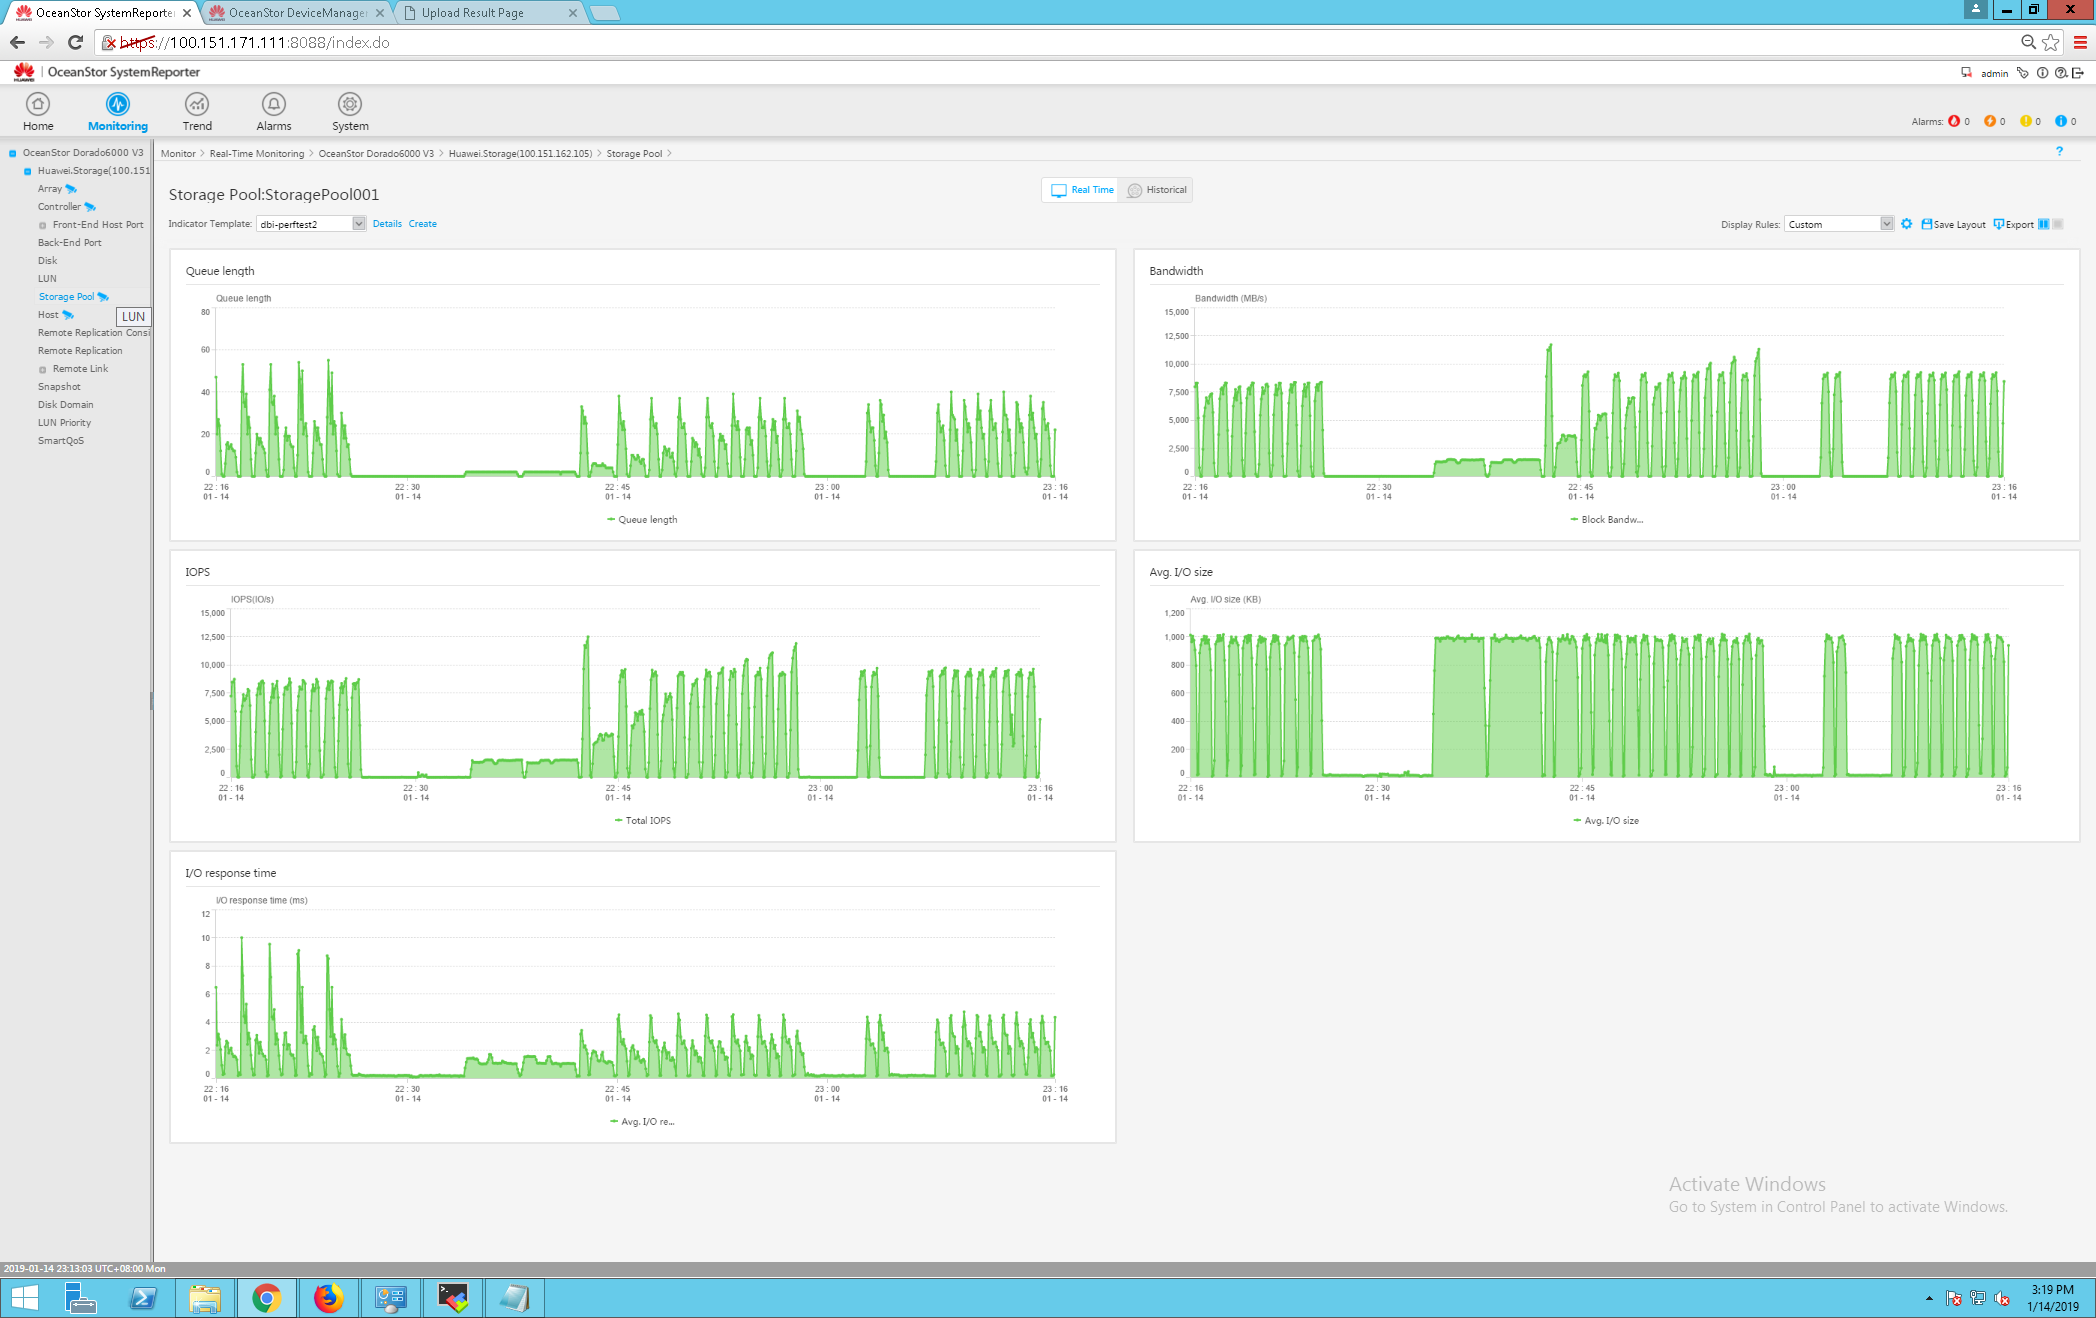 OceanStor SystemReporter
OceanStor DeviceManager
Upload Result Page
https://100.151.171.111:8088/index.do
HUAWEI | OceanStor SystemReporter
admin
Home
Monitoring
Trend
Alarms
System
Alarms: 0 0 0 0
OceanStor Dorado6000 V3
Huawei.Storage(100.151
Array
Controller
Front-End Host Port
Back-End Port
Disk
LUN
Storage Pool
Host
LUN
Remote Replication Consi
Remote Replication
Remote Link
Snapshot
Disk Domain
LUN Priority
SmartQoS
Monitor > Real-Time Monitoring > OceanStor Dorado6000 V3 > Huawei.Storage(100.151.162.105) > Storage Pool >
?
Storage Pool:StoragePool001
Real Time
Historical
Indicator Template: dbi-perftest2 Details Create
Display Rules: Custom Save Layout Export
Queue length
Queue length
80
60
40
20
0
22 : 16 22 : 30 22 : 45 23 : 00 23 : 16
01 - 14 01 - 14 01 - 14 01 - 14 01 - 14
Queue length
Bandwidth
Bandwidth (MB/s)
15,000
12,500
10,000
7,500
5,000
2,500
0
22 : 16 22 : 30 22 : 45 23 : 00 23 : 16
01 - 14 01 - 14 01 - 14 01 - 14 01 - 14
Block Bandw...
IOPS
IOPS(IO/s)
15,000
12,500
10,000
7,500
5,000
2,500
0
22 : 16 22 : 30 22 : 45 23 : 00 23 : 16
01 - 14 01 - 14 01 - 14 01 - 14 01 - 14
Total IOPS
Avg. I/O size
Avg. I/O size (KB)
1,200
1,000
800
600
400
200
0
22 : 16 22 : 30 22 : 45 23 : 00 23 : 16
01 - 14 01 - 14 01 - 14 01 - 14 01 - 14
Avg. I/O size
I/O response time
I/O response time (ms)
12
10
8
6
4
2
0
22 : 16 22 : 30 22 : 45 23 : 00 23 : 16
01 - 14 01 - 14 01 - 14 01 - 14 01 - 14
Avg. I/O re...
Activate Windows
Go to System in Control Panel to activate Windows.
2019-01-14 23:13:03 UTC+08:00 Mon
3:19 PM
1/14/2019